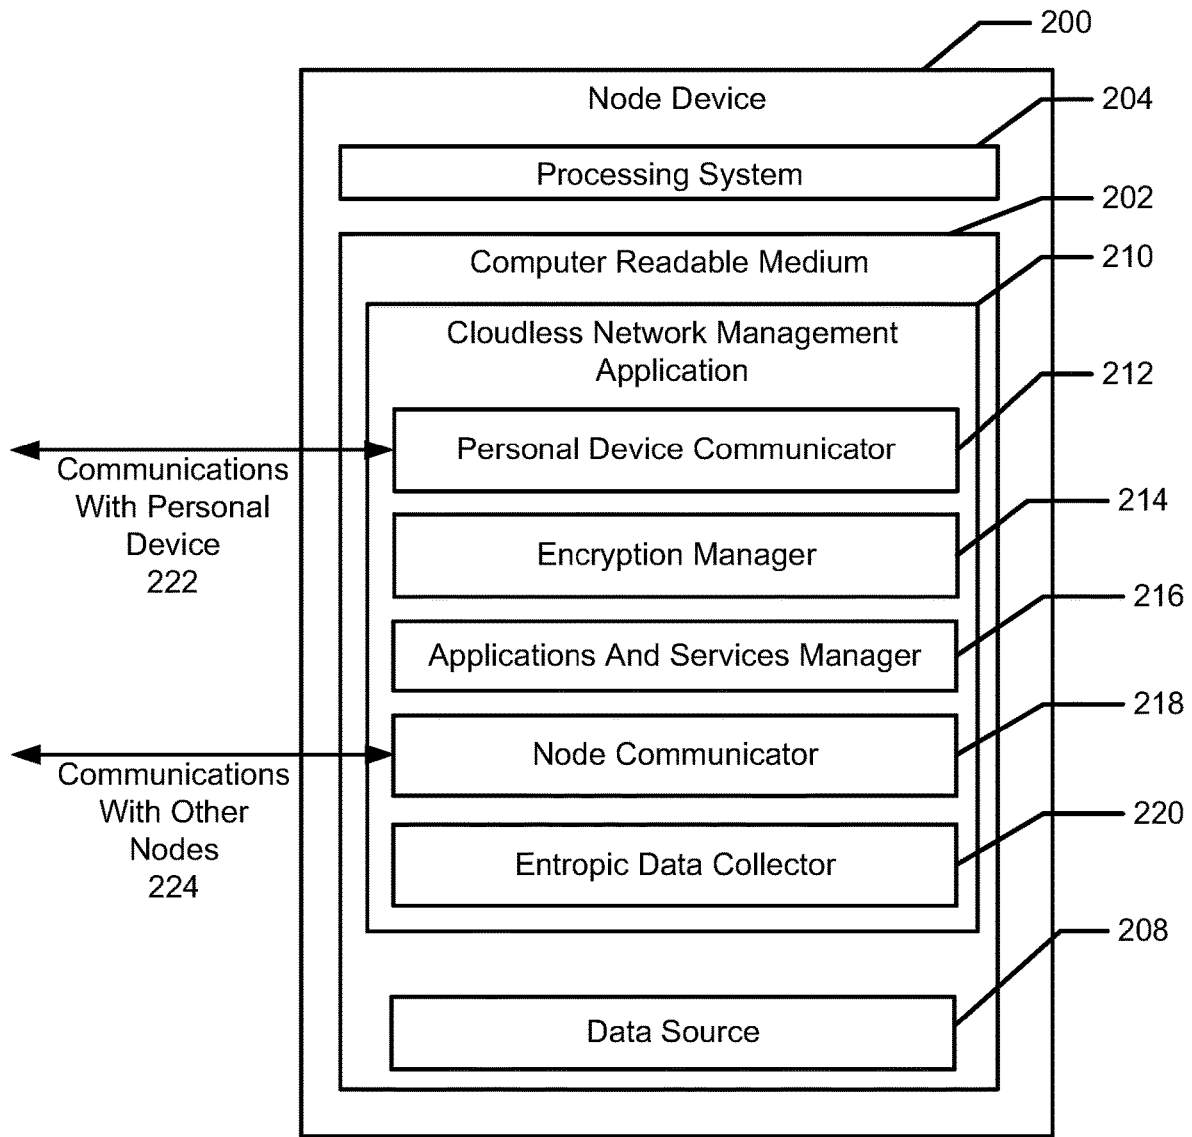 200
Node Device
204
Processing System
202
Computer Readable Medium
210
Cloudless Network Management
Application
212
Personal Device Communicator
Communications
With Personal
Device
222
214
Encryption Manager
216
Applications And Services Manager
218
Node Communicator
Communications
With Other
Nodes
224
220
Entropic Data Collector
208
Data Source